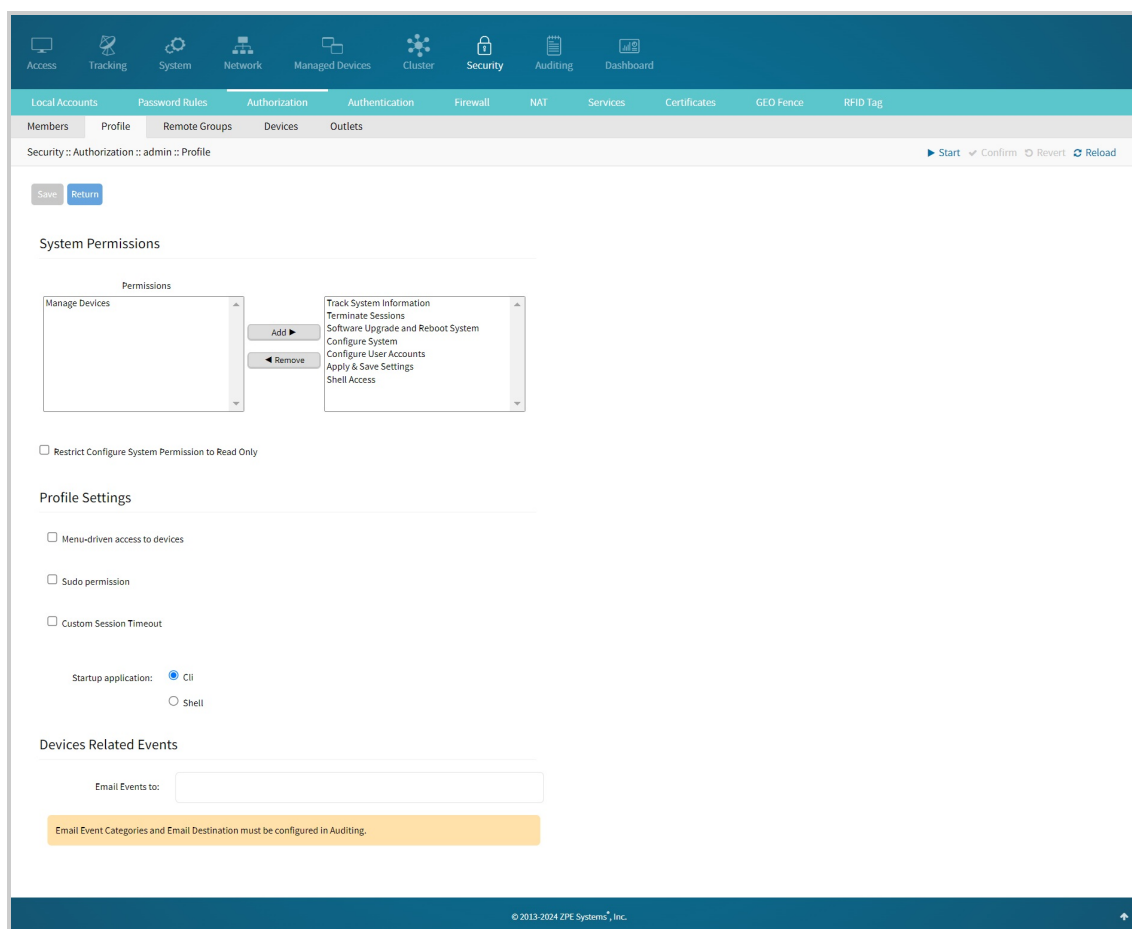 Access Tracking System Network Managed Devices Cluster Security Auditing Dashboard
Local Accounts Password Rules Authorization Authentication Firewall NAT Services Certificates GEO Fence RFID Tag
Members Profile Remote Groups Devices Outlets
Security :: Authorization :: admin :: Profile Start Confirm Revert Reload
Save Return
System Permissions
Permissions
Manage Devices
Add ►
◄ Remove
Track System Information
Terminate Sessions
Software Upgrade and Reboot System
Configure System
Configure User Accounts
Apply & Save Settings
Shell Access
Restrict Configure System Permission to Read Only
Profile Settings
Menu-driven access to devices
Sudo permission
Custom Session Timeout
Startup application: Cli
Shell
Devices Related Events
Email Events to:
Email Event Categories and Email Destination must be configured in Auditing.
© 2013-2024 ZPE Systems®, Inc.